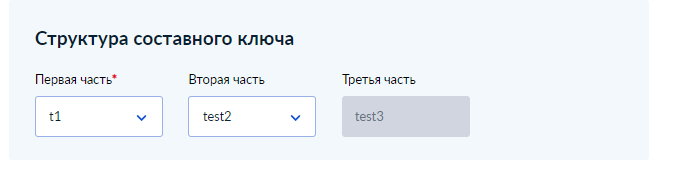 Структура составного ключа
Первая часть* Вторая часть Третья часть
t1 test2 test3